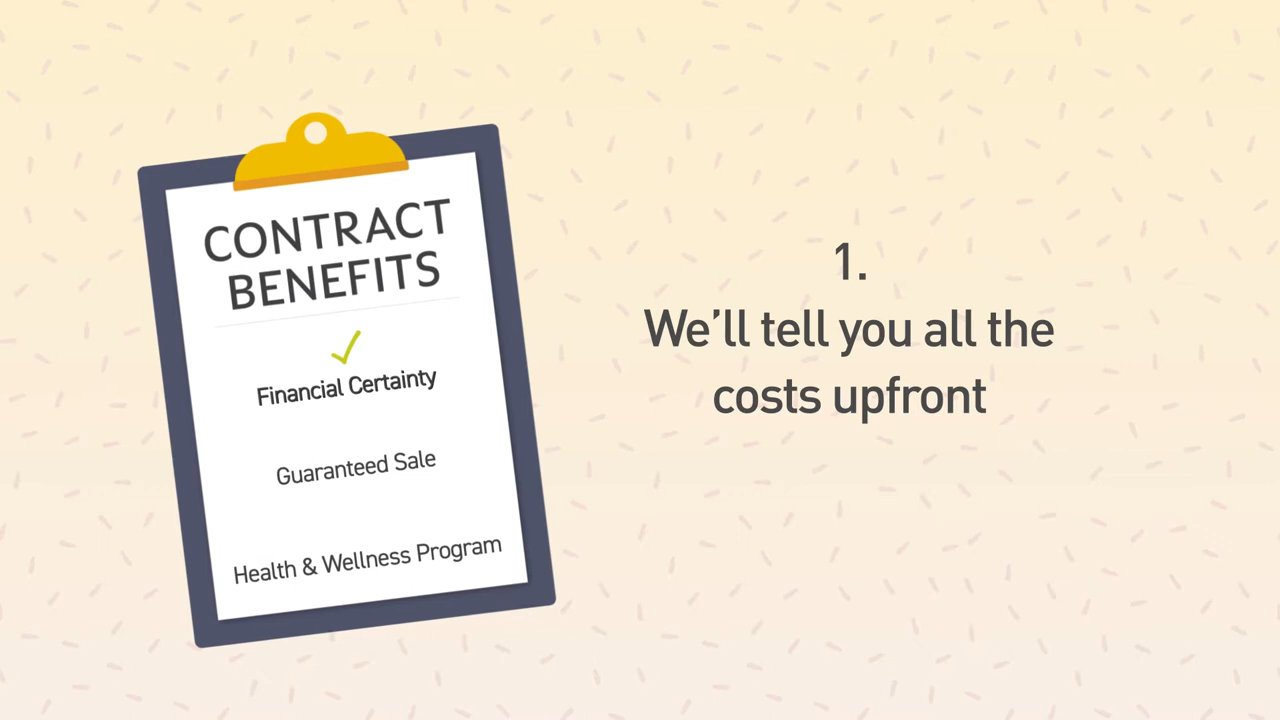 CONTRACT
BENEFITS
Financial Certainty
Guaranteed Sale
Health & Wellness Program
1.
We’ll tell you all the
costs upfront